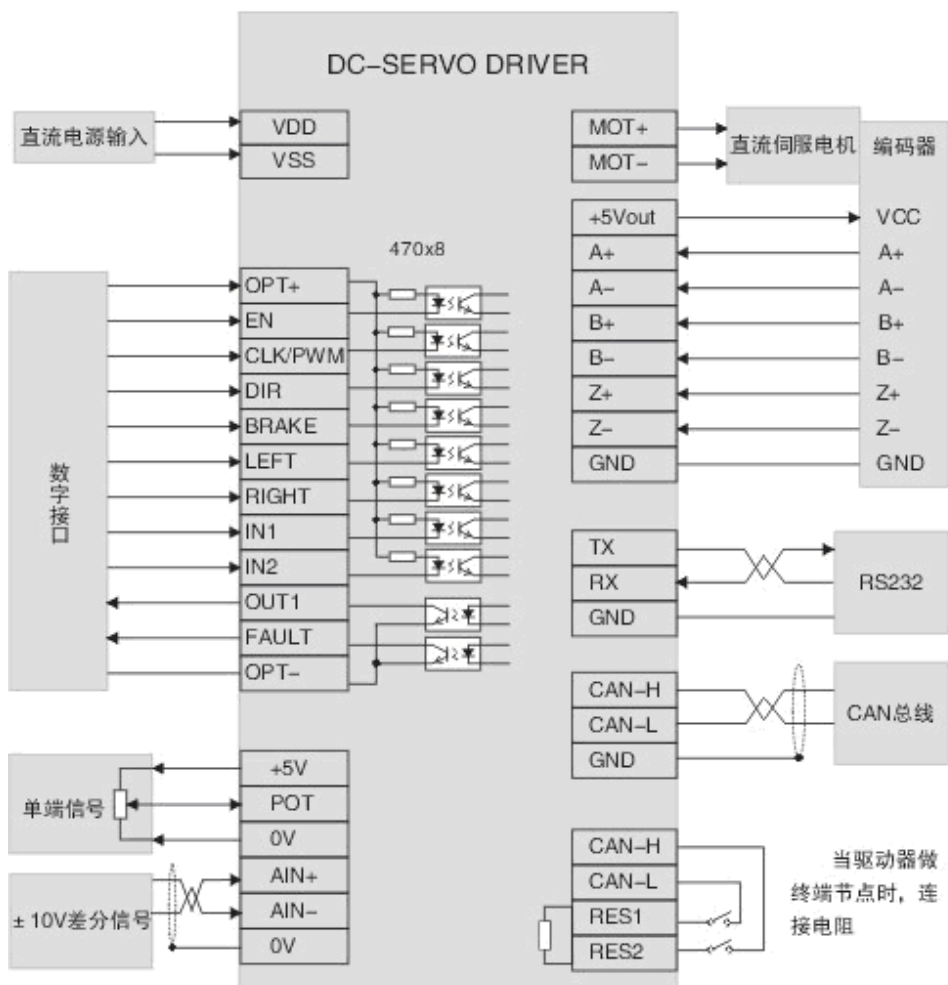 DC-SERVO DRIVER
直流电源输入
VDD
VSS
MOT+
MOT-
直流伺服电机
编码器
+5Vout
A+
A-
B+
B-
Z+
Z-
GND
VCC
A+
A-
B+
B-
Z+
Z-
GND
470x8
数字接口
OPT+
EN
CLK/PWM
DIR
BRAKE
LEFT
RIGHT
IN1
IN2
OUT1
FAULT
OPT-
TX
RX
GND
RS232
CAN-H
CAN-L
GND
CAN总线
单端信号
+5V
POT
0V
± 10V差分信号
AIN+
AIN-
0V
CAN-H
CAN-L
RES1
RES2
当驱动器做
终端节点时，连
接电阻